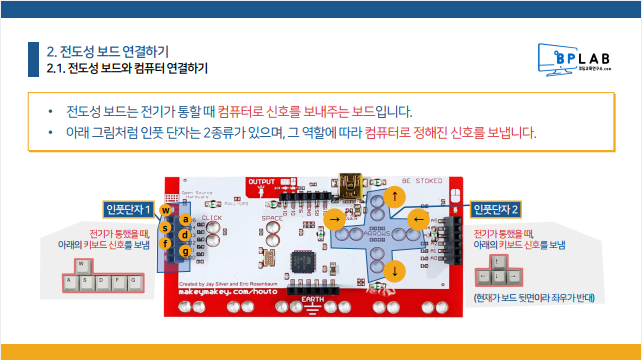 2. 전도성 보드 연결하기
2.1. 전도성 보드와 컴퓨터 연결하기
BPLAB
• 전도성 보드는 전기가 통할 때 컴퓨터로 신호를 보내주는 보드입니다.
• 아래 그림처럼 인풋 단자는 2종류가 있으며, 그 역할에 따라 컴퓨터로 정해진 신호를 보냅니다.
인풋단자 1
전기가 통했을 때,
아래의 키보드 신호를 보냄
W
A S D F G
w
a
s
d
f
g
Open Source
Hardware
OUTPUT
BE STOKED
CLICK
SPACE
ARROWS
↑
→ ←
↓
EARTH
Created by Jay Silver and Eric Rosenbaum
makeymakey.com/howto
인풋단자 2
전기가 통했을 때,
아래의 키보드 신호를 보냄
↑
← ↓ →
(현재가 보드 뒷면이라 좌우가 반대)